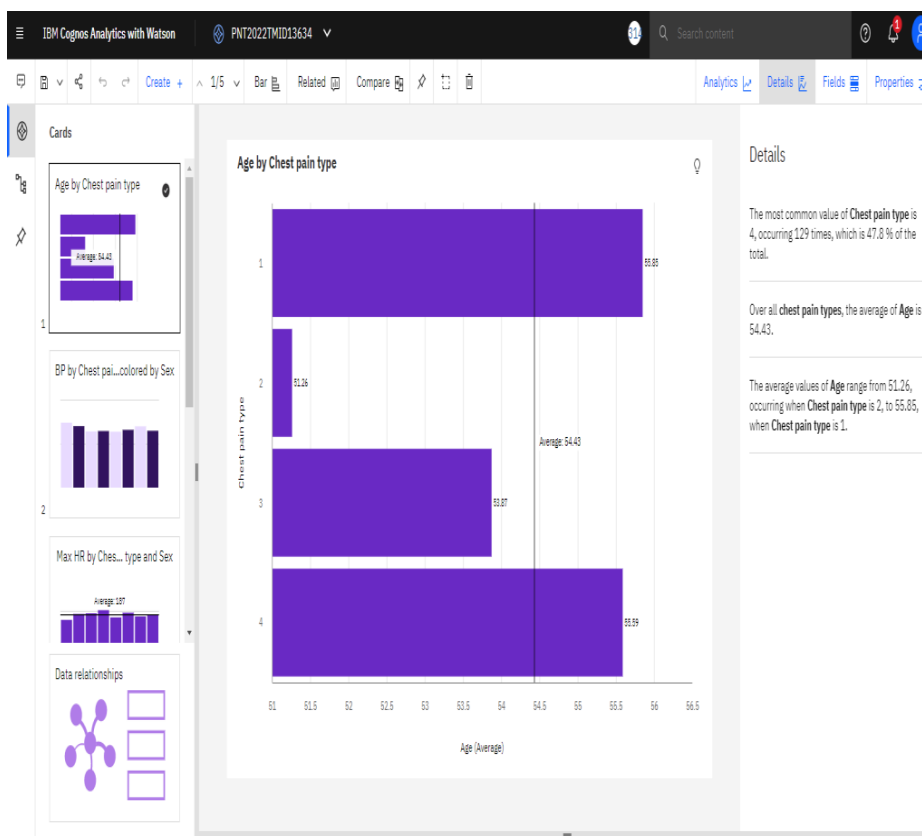 IBM Cognos Analytics with Watson
PNT2022TMID13634
314
Search content
1
Create +
1/5
Bar
Related
Compare
Analytics
Details
Fields
Properties
Cards
Age by Chest pain type
Average: 54.43
1
BP by Chest pai...colored by Sex
2
Max HR by Ches... type and Sex
Data relationships
Age by Chest pain type
Chest pain type
1
55.85
2
51.26
Average: 54.43
3
53.87
4
55.59
51 51.5 52 52.5 53 53.5 54 54.5 55 55.5 56 56.5
Age (Average)
Details
The most common value of Chest pain type is
4, occurring 129 times, which is 47.8 % of the
total.
Over all chest pain types, the average of Age is
54.43.
The average values of Age range from 51.26,
occurring when Chest pain type is 2, to 55.85,
when Chest pain type is 1.